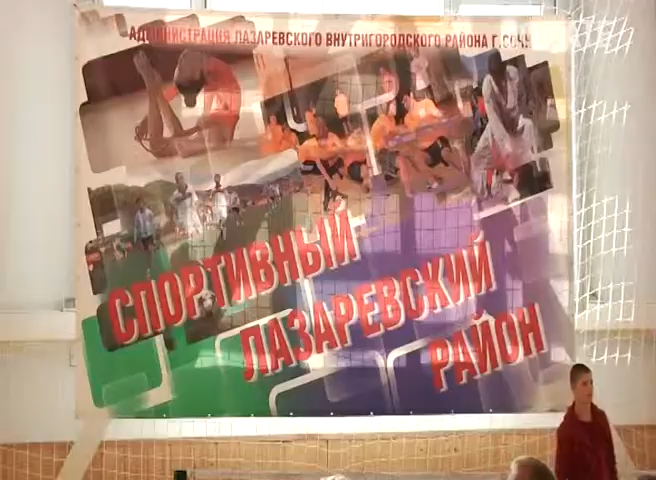 АДМИНИСТРАЦИЯ ЛАЗАРЕВСКОГО ВНУТРИГОРОДСКОГО РАЙОНА Г.СОЧИ
СПОРТИВНЫЙ
ЛАЗАРЕВСКИЙ
РАЙОН